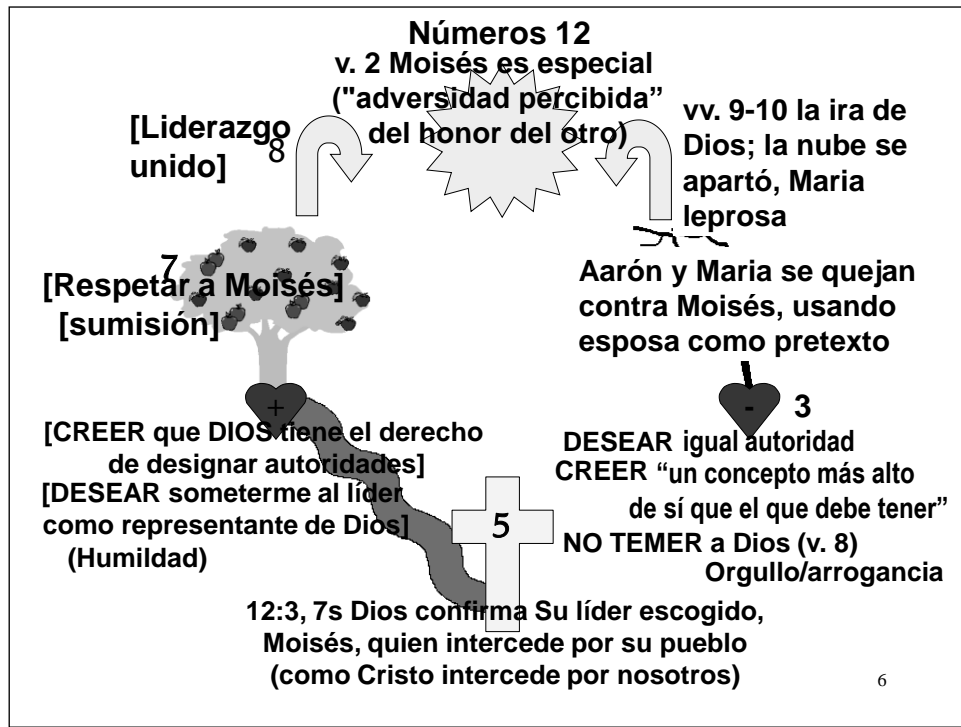 Números 12
v. 2 Moisés es especial
("adversidad percibida”
del honor del otro)
[Liderazgo
unido]
8
vv. 9-10 la ira de
Dios; la nube se
apartó, Maria
leprosa
7
[Respetar a Moisés]
[sumisión]
Aarón y Maria se quejan
contra Moisés, usando
esposa como pretexto
+
- 3
[CREER que DIOS tiene el derecho
de designar autoridades]
[DESEAR someterme al líder
como representante de Dios]
(Humildad)
DESEAR igual autoridad
CREER “un concepto más alto
de sí que el que debe tener”
NO TEMER a Dios (v. 8)
Orgullo/arrogancia
5
12:3, 7s Dios confirma Su líder escogido,
Moisés, quien intercede por su pueblo
(como Cristo intercede por nosotros)
6